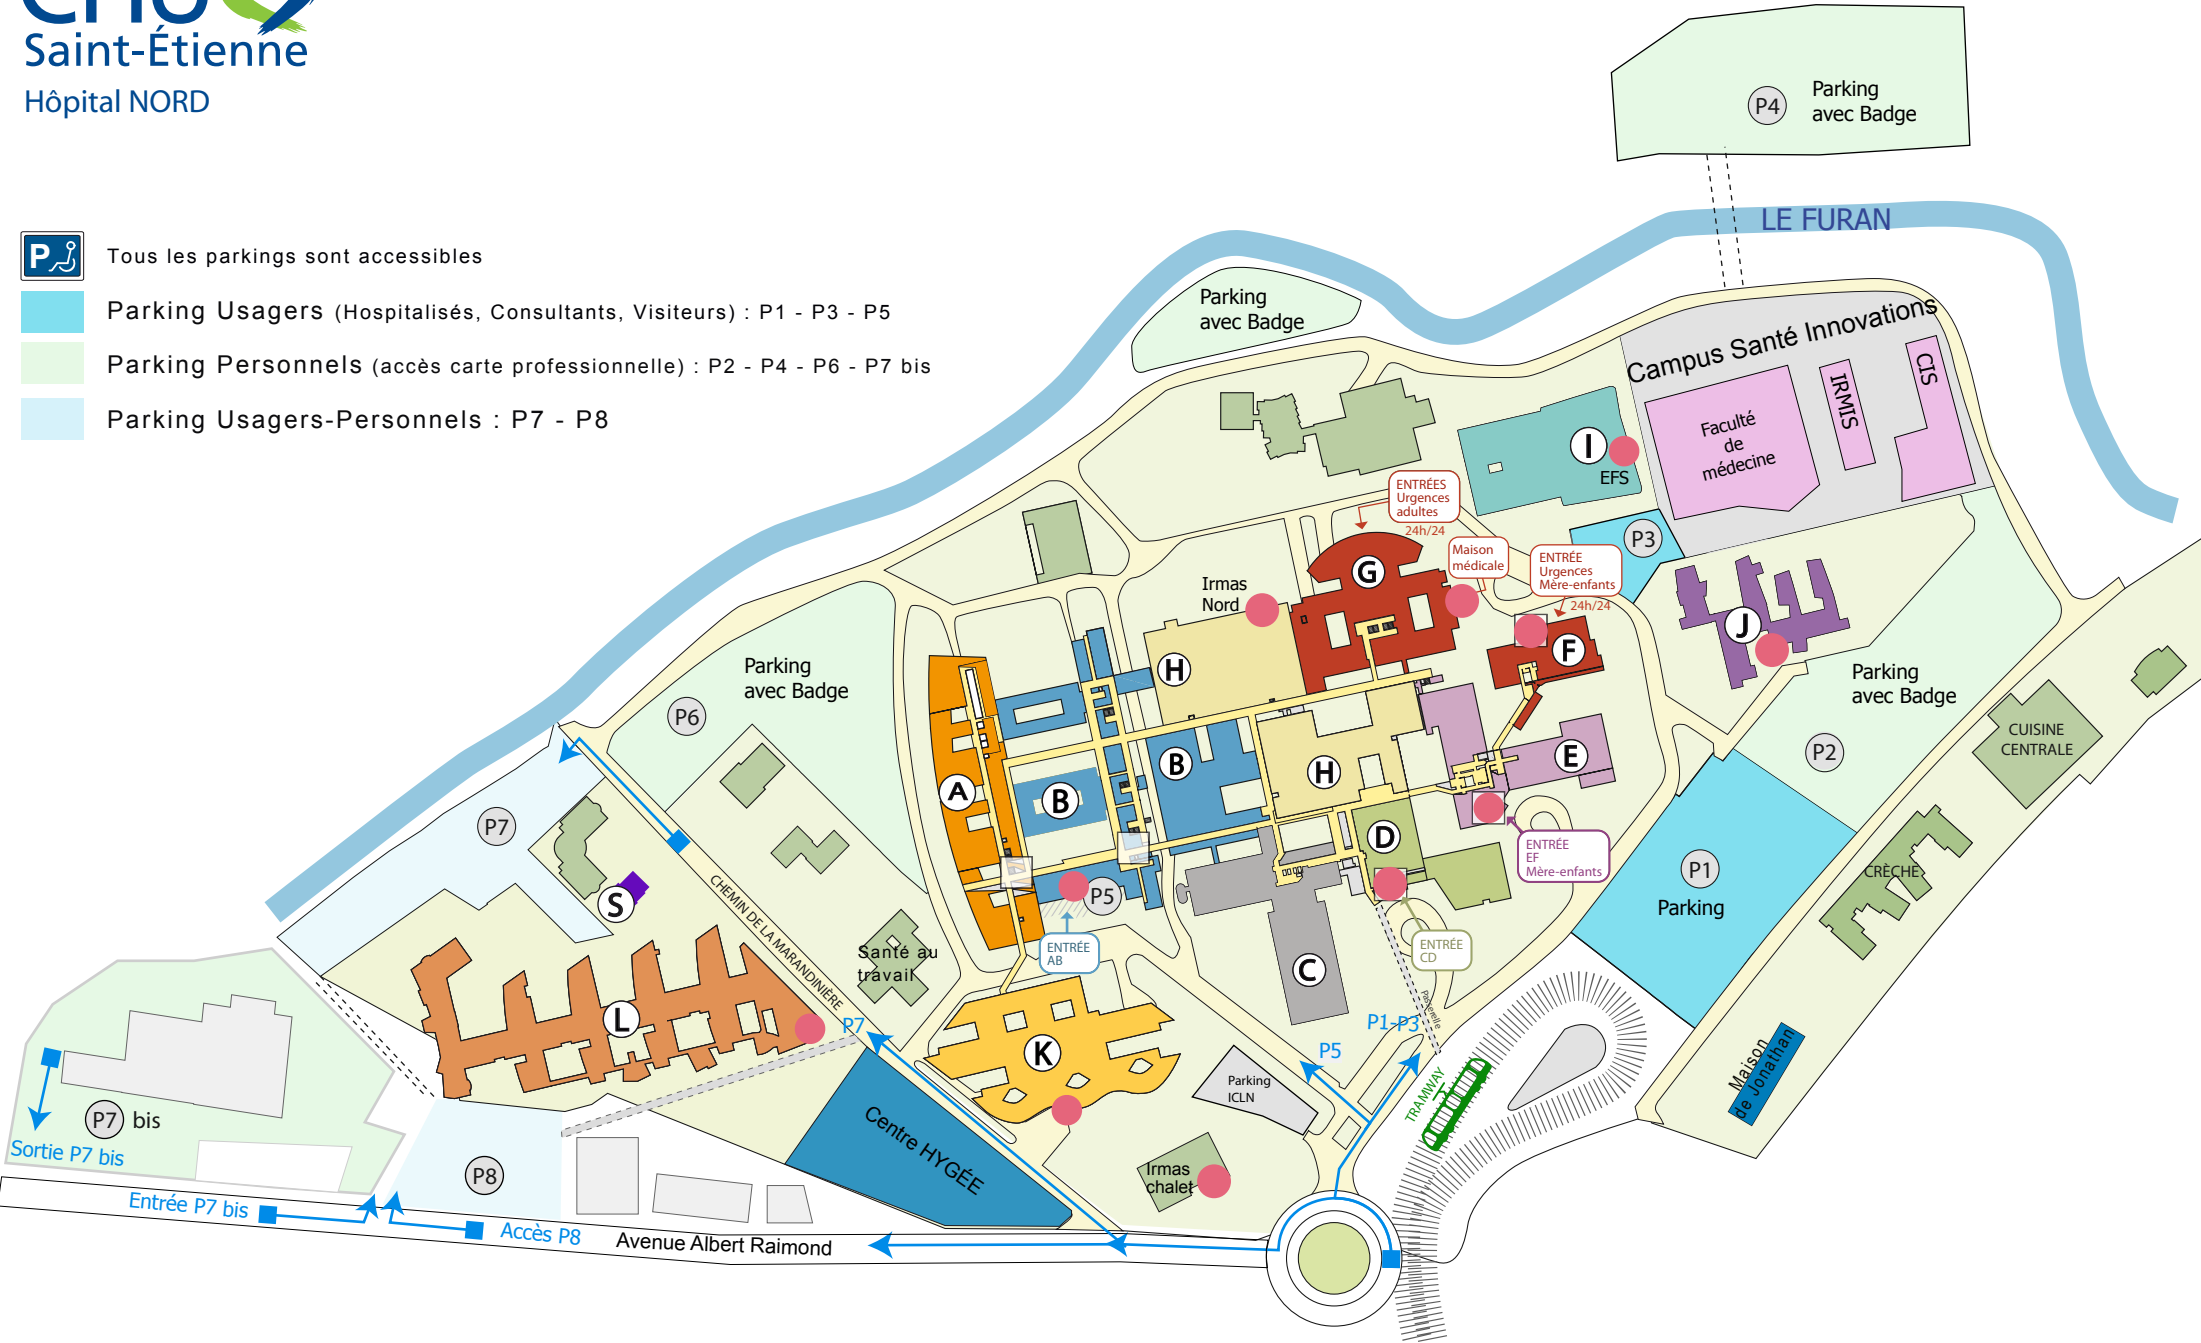 CHU
Saint-Étienne
Hôpital NORD
P
Tous les parkings sont accessibles
Parking Usagers (Hospitalisés, Consultants, Visiteurs) : P1 - P3 - P5
Parking Personnels (accès carte professionnelle) : P2 - P4 - P6 - P7 bis
Parking Usagers-Personnels : P7 - P8
P4
Parking
avec Badge
LE FURAN
Parking
avec Badge
Campus Santé Innovations
Faculté
de
médecine
IRMIS
CIS
I
EFS
ENTRÉES
Urgences
adultes
24h/24
Maison
médicale
P3
ENTRÉE
Urgences
Mère-enfants
24h/24
G
Irmas
Nord
F
J
H
Parking
avec Badge
P6
Parking
avec Badge
P2
CUISINE
CENTRALE
A
B
B
H
E
D
P7
S
CHEMIN DE LA MARANDINIÈRE
P5
ENTRÉE
AB
ENTRÉE
EF
Mère-enfants
P1
Parking
CRÈCHE
Santé au
travail
ENTRÉE
CD
C
Passerelle
L
P7
K
P1-P3
P5
Parking
ICLN
TRAMWAY
Maison
de Jonathan
P7 bis
Sortie P7 bis
P8
Centre HYGÉE
Irmas
chalet
Entrée P7 bis
Accès P8
Avenue Albert Raimond